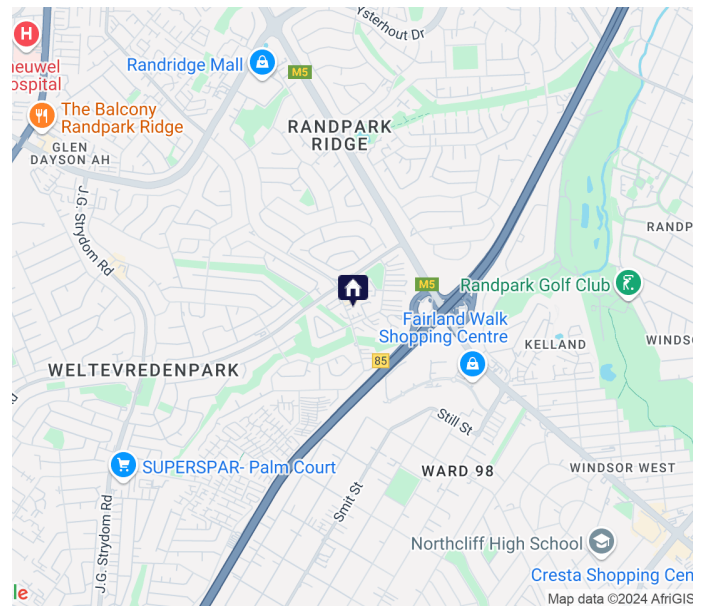 Ysterhout Dr
H
neuwel
ospital
Randridge Mall
M5
The Balcony
Randpark Ridge
RANDPARK
RIDGE
GLEN
DAYSON AH
J.G. Strydom Rd
RANDP
M5
Randpark Golf Club
Fairland Walk
Shopping Centre
KELLAND
WINDS
85
WELTEVREDENPARK
Still St
SUPERSPAR- Palm Court
WARD 98
WINDSOR WEST
Smit St
J.G. Strydom Rd
Northcliff High School
Cresta Shopping Cen
le
Map data ©2024 AfriGIS